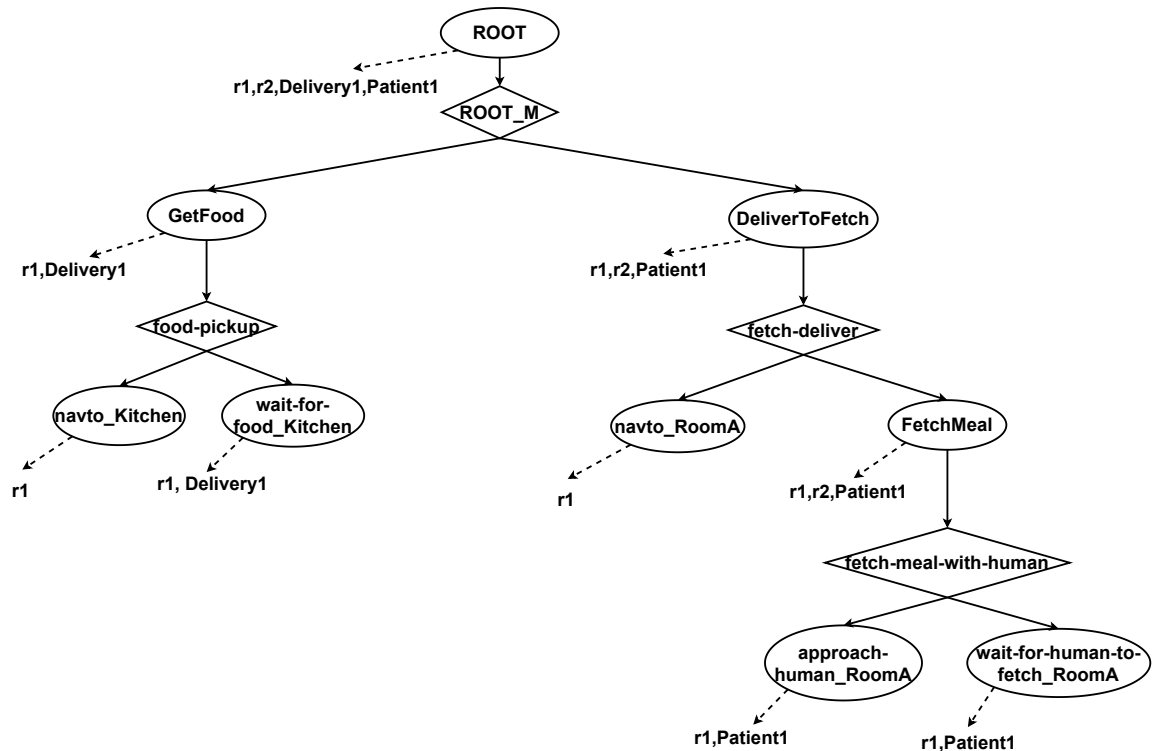 ROOT
r1,r2,Delivery1,Patient1
ROOT_M
GetFood
DeliverToFetch
r1,Delivery1
r1,r2,Patient1
food-pickup
fetch-deliver
navto_Kitchen
wait-for-
food_Kitchen
navto_RoomA
FetchMeal
r1
r1, Delivery1
r1
r1,r2,Patient1
fetch-meal-with-human
approach-
human_RoomA
wait-for-human-to-
fetch_RoomA
r1,Patient1
r1,Patient1